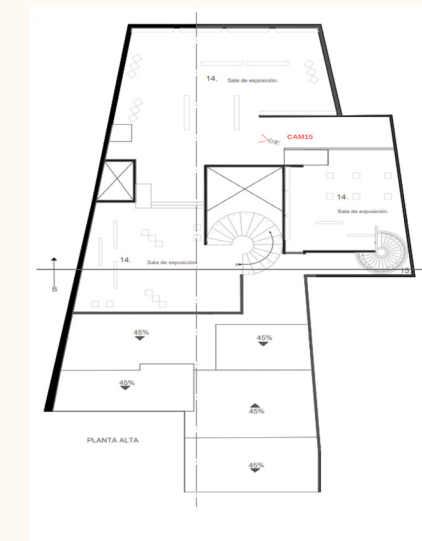 14. Sala de exposición.
CAM15
14.
Sala de exposición.
14. Sala de exposición.
15
B
45%
45%
45%
45%
PLANTA ALTA
45%